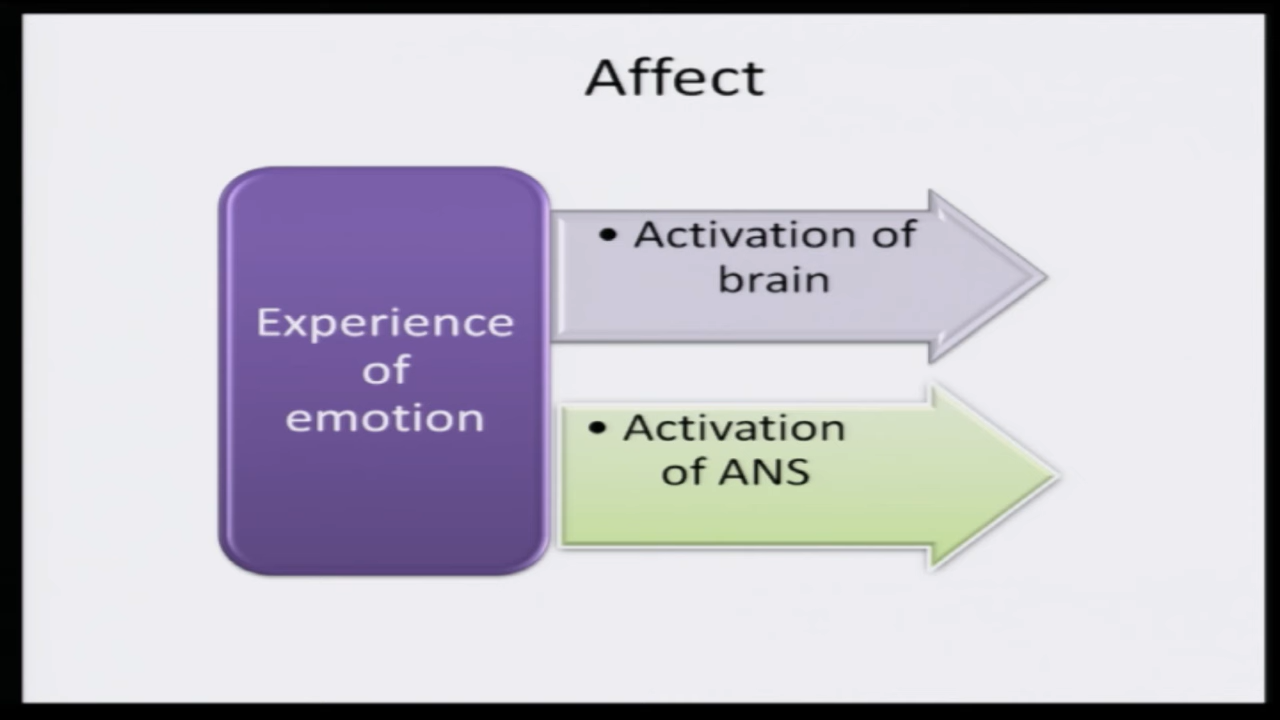 Affect
Experience
of
emotion
• Activation of
brain
• Activation
of ANS